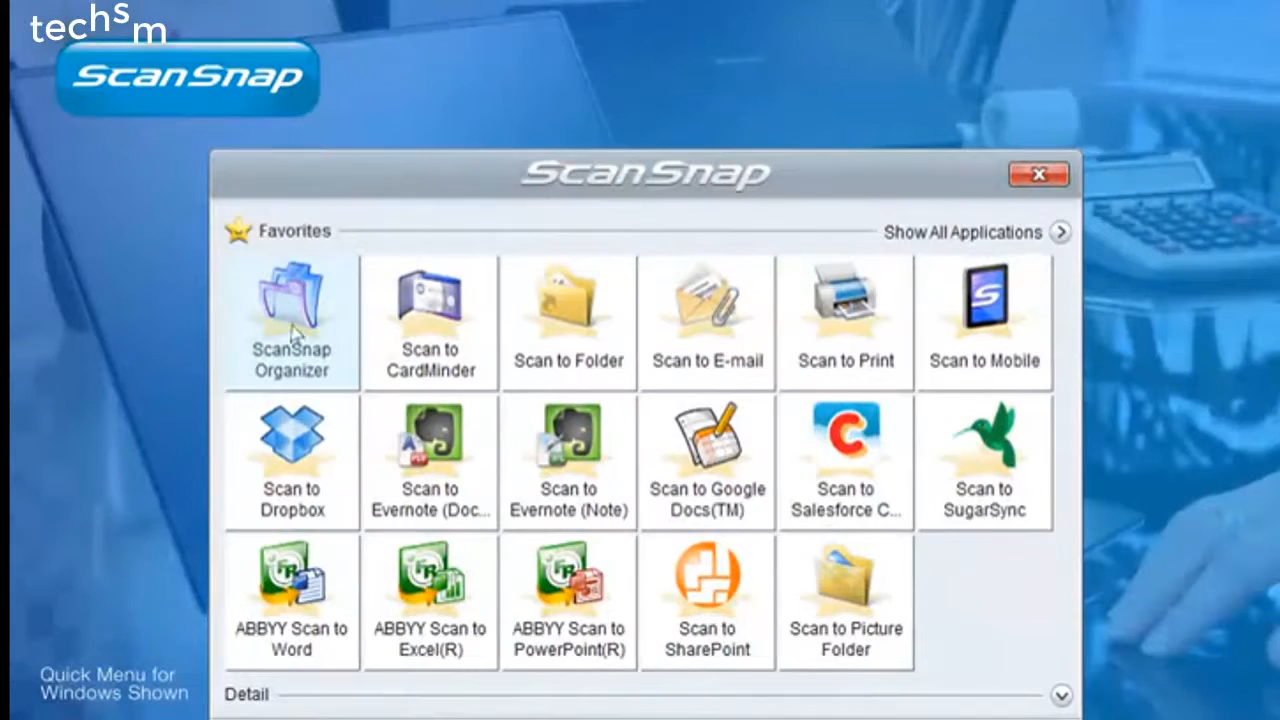 techsm
ScanSnap
ScanSnap
x
Favorites
Show All Applications
ScanSnap
Organizer
Scan to
CardMinder
Scan to Folder
Scan to E-mail
Scan to Print
Scan to Mobile
Scan to
Dropbox
Scan to
Evernote (Doc...
Scan to
Evernote (Note)
Scan to Google
Docs(TM)
Scan to
Salesforce C...
Scan to
SugarSync
ABBYY Scan to
Word
ABBYY Scan to
Excel(R)
ABBYY Scan to
PowerPoint(R)
Scan to
SharePoint
Scan to Picture
Folder
Detail
Quick Menu for
Windows Shown